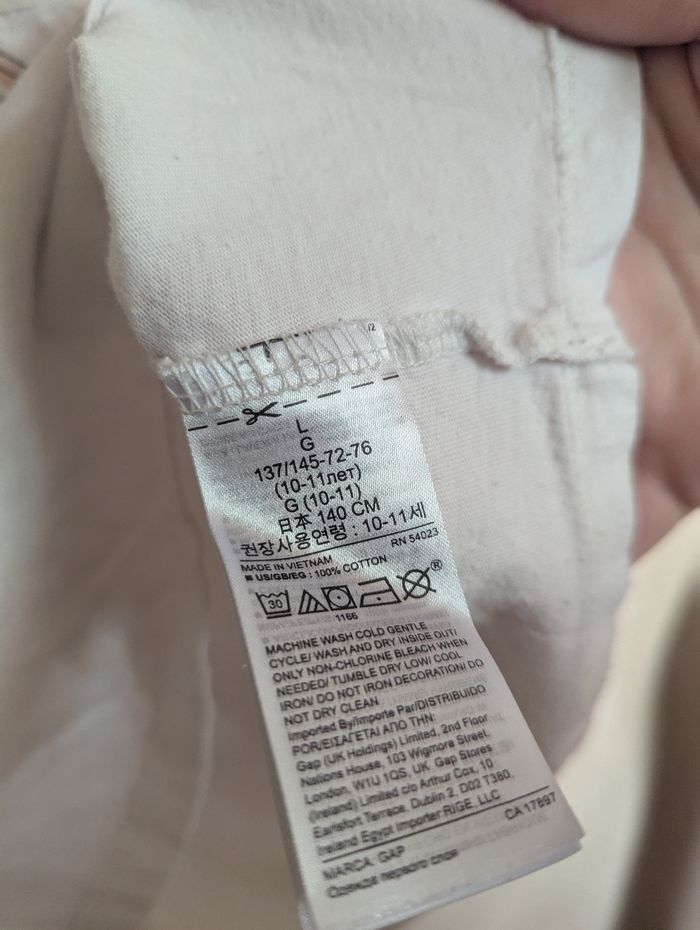 /2
L
G
137/145-72-76
(10-11лет)
G (10-11)
日本 140 CM
권장사용연령 : 10-11세
RN 54023
MADE IN VIETNAM
■ US/GB/EG : 100% COTTON
30
®
1166
MACHINE WASH COLD GENTLE
CYCLE/ WASH AND DRY INSIDE OUT/
ONLY NON-CHLORINE BLEACH WHEN
NEEDED/ TUMBLE DRY LOW/ COOL
IRON/ DO NOT IRON DECORATION/ DO
NOT DRY CLEAN
Imported By/Importe Par/DISTRIBUIDO
POR/ΕΙΣΑΓΕΤΑΙ ΑΠΟ ΤΗΝ:
Gap (UK Holdings) Limited, 2nd Floor
Nations House, 103 Wigmore Street,
London, W1U 1QS, UK. Gap Stores
(Ireland) Limited c/o Arthur Cox, 10
Earlsfort Terrace, Dublin 2, D02 T380,
Ireland Egypt Importer:RIGE, LLC
CA 17897
MARCA: GAP
Одежда первого слоя